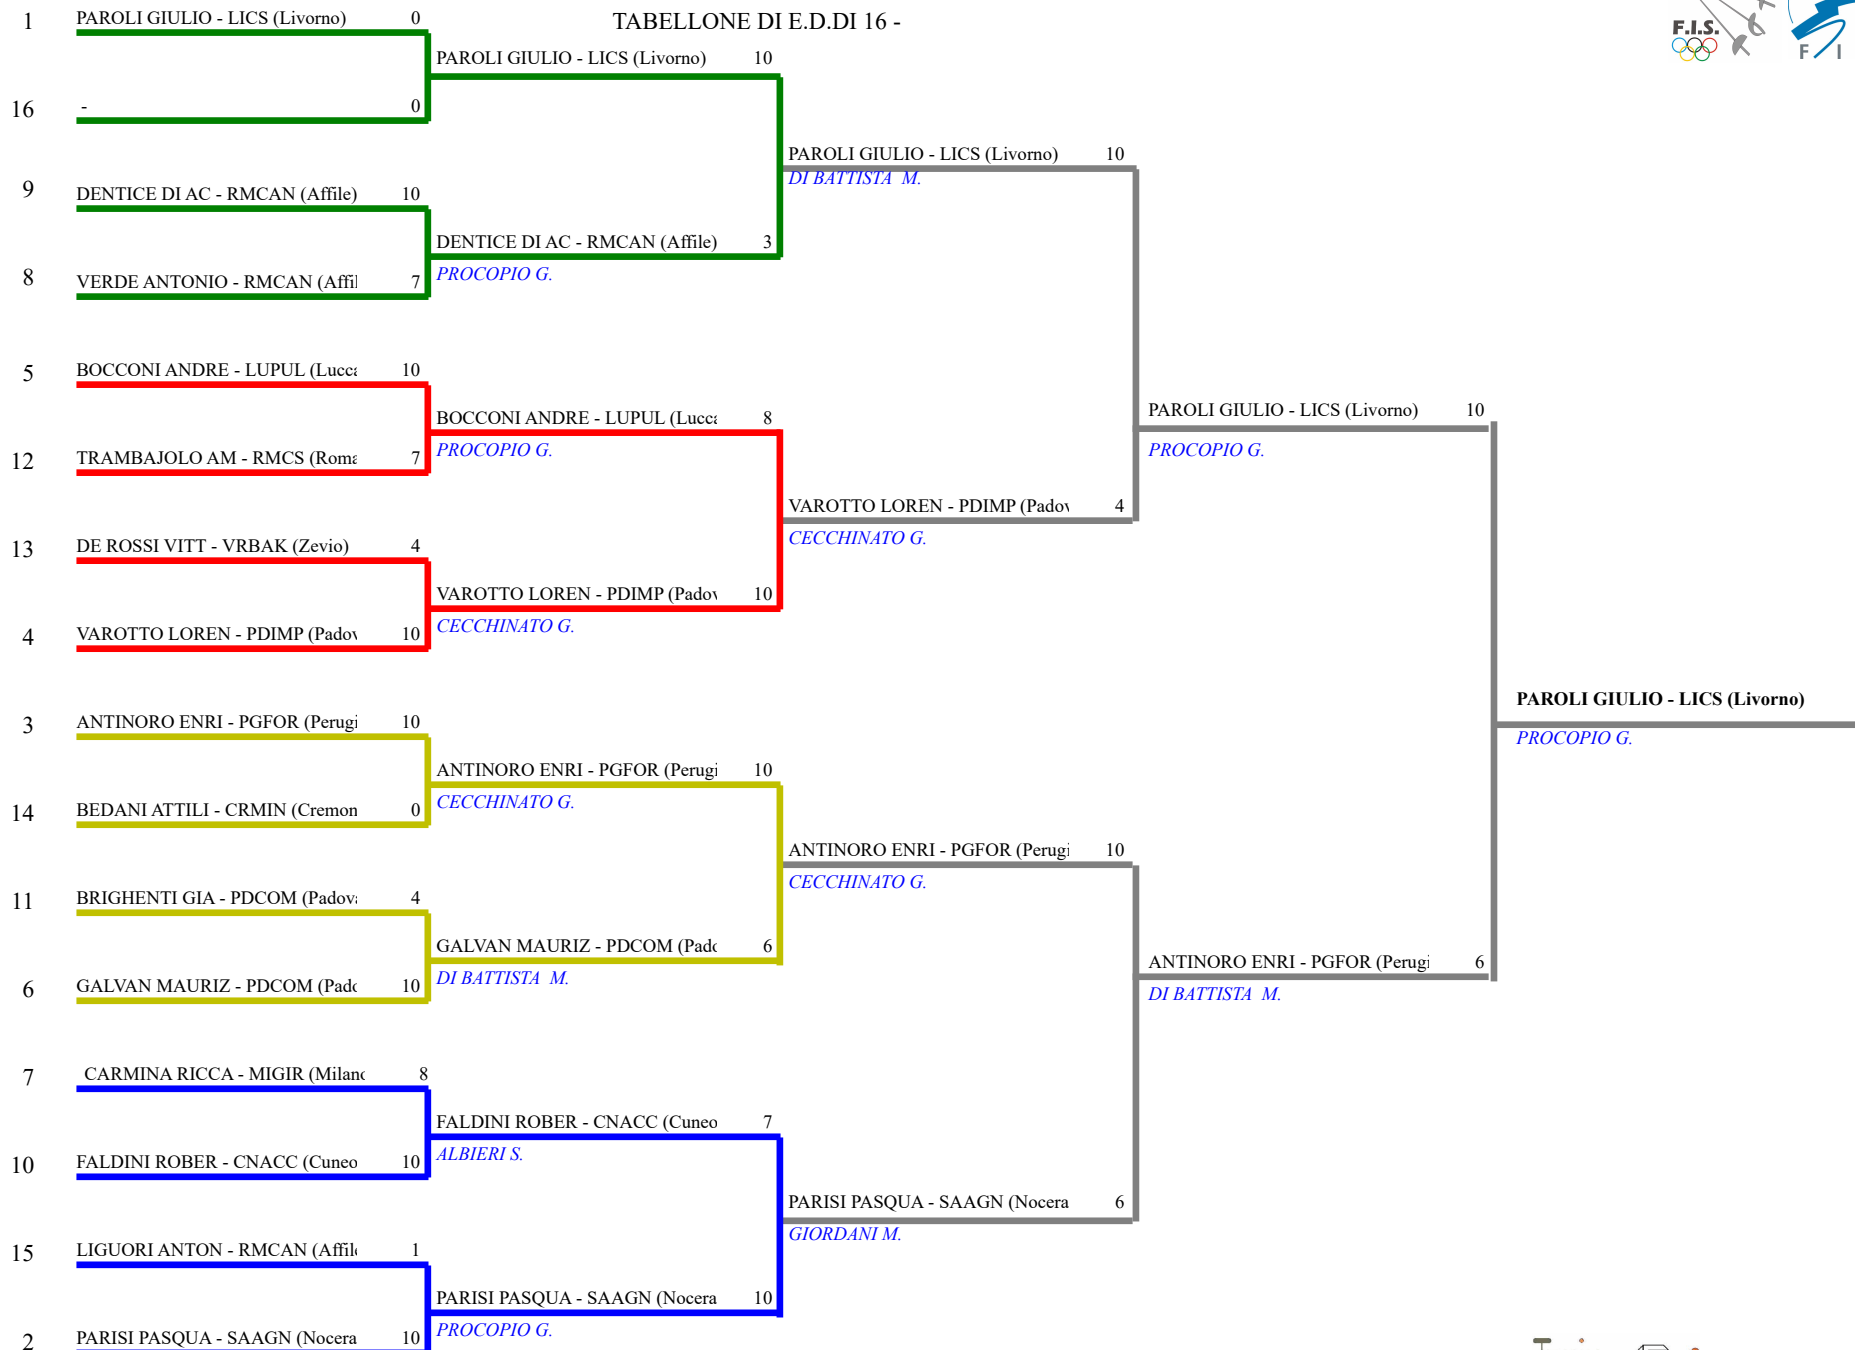 TABELLONE DI E.D.DI 16 -
F.I.S.
F I
1 PAROLI GIULIO - LICS (Livorno) 0
PAROLI GIULIO - LICS (Livorno) 10
16 - 0
PAROLI GIULIO - LICS (Livorno) 10
DI BATTISTA M.
9 DENTICE DI AC - RMCAN (Affile) 10
DENTICE DI AC - RMCAN (Affile) 3
PROCOPIO G.
8 VERDE ANTONIO - RMCAN (Affil 7
5 BOCCONI ANDRE - LUPUL (Lucca 10
BOCCONI ANDRE - LUPUL (Lucca 8
PROCOPIO G.
PAROLI GIULIO - LICS (Livorno) 10
PROCOPIO G.
12 TRAMBAJOLO AM - RMCS (Roma 7
VAROTTO LOREN - PDIMP (Padov 4
CECCHINATO G.
13 DE ROSSI VITT - VRBAK (Zevio) 4
VAROTTO LOREN - PDIMP (Padov 10
CECCHINATO G.
4 VAROTTO LOREN - PDIMP (Padov 10
PAROLI GIULIO - LICS (Livorno)
PROCOPIO G.
3 ANTINORO ENRI - PGFOR (Perugi 10
ANTINORO ENRI - PGFOR (Perugi 10
CECCHINATO G.
14 BEDANI ATTILI - CRMIN (Cremon 0
ANTINORO ENRI - PGFOR (Perugi 10
CECCHINATO G.
11 BRIGHENTI GIA - PDCOM (Padova 4
GALVAN MAURIZ - PDCOM (Pado 6
DI BATTISTA M.
ANTINORO ENRI - PGFOR (Perugi 6
DI BATTISTA M.
6 GALVAN MAURIZ - PDCOM (Pado 10
7 CARMINA RICCA - MIGIR (Milano 8
FALDINI ROBER - CNACC (Cuneo 7
ALBIERI S.
10 FALDINI ROBER - CNACC (Cuneo 10
PARISI PASQUA - SAAGN (Nocera 6
GIORDANI M.
15 LIGUORI ANTON - RMCAN (Affile 1
PARISI PASQUA - SAAGN (Nocera 10
PROCOPIO G.
2 PARISI PASQUA - SAAGN (Nocera 10